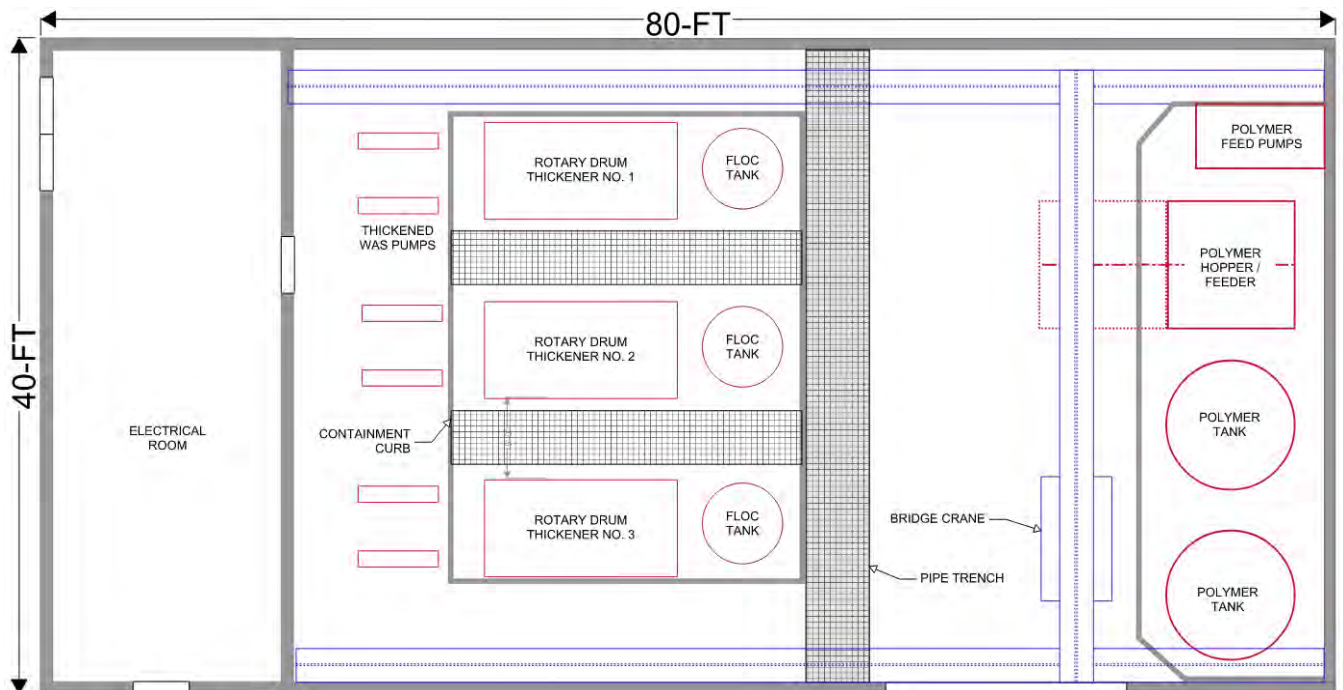 80-FT
40-FT
POLYMER
FEED PUMPS
ROTARY DRUM
THICKENER NO. 1
FLOC
TANK
THICKENED
WAS PUMPS
POLYMER
HOPPER /
FEEDER
ROTARY DRUM
THICKENER NO. 2
FLOC
TANK
ELECTRICAL
ROOM
CONTAINMENT
CURB
POLYMER
TANK
ROTARY DRUM
THICKENER NO. 3
FLOC
TANK
BRIDGE CRANE
PIPE TRENCH
POLYMER
TANK